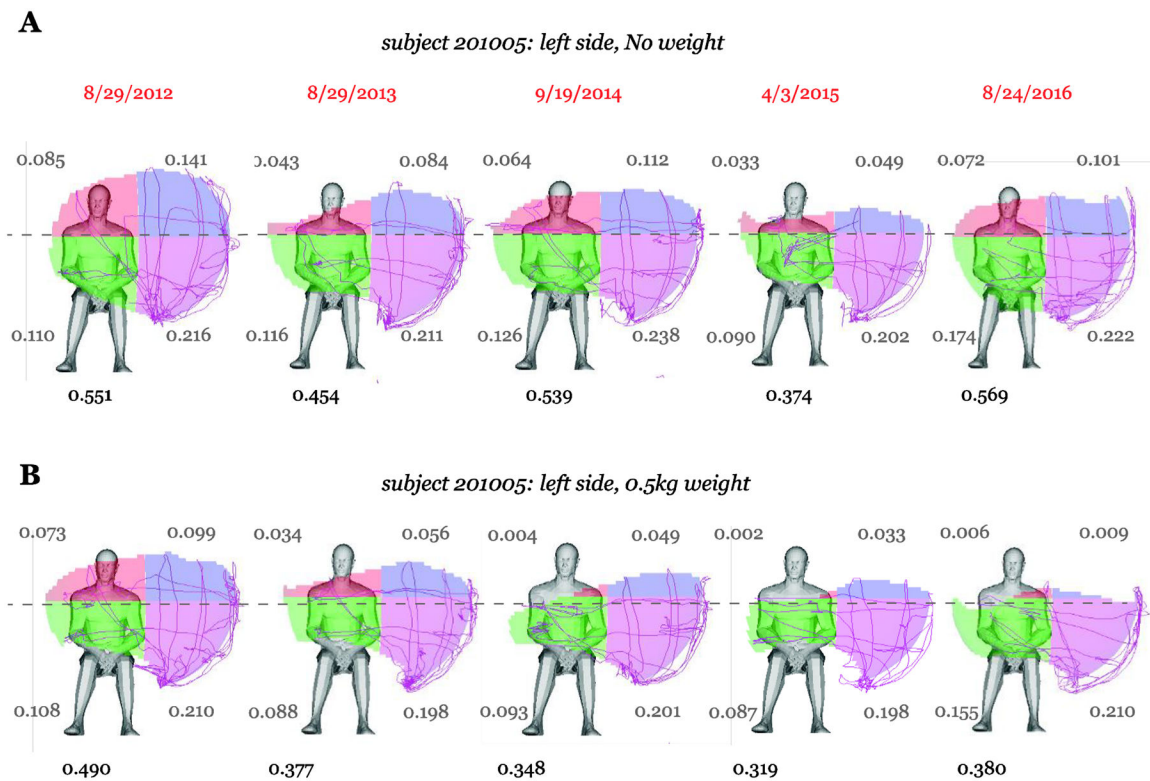 A
subject 201005: left side, No weight
8/29/2012 8/29/2013 9/19/2014 4/3/2015 8/24/2016
0.085 0.141 0.043 0.084 0.064 0.112 0.033 0.049 0.072 0.101
0.110 0.216 0.116 0.211 0.126 0.238 0.090 0.202 0.174 0.222
0.551 0.454 0.539 0.374 0.569
B
subject 201005: left side, 0.5kg weight
0.073 0.099 0.034 0.056 0.004 0.049 0.002 0.033 0.006 0.009
0.108 0.210 0.088 0.198 0.093 0.201 0.087 0.198 0.155 0.210
0.490 0.377 0.348 0.319 0.380